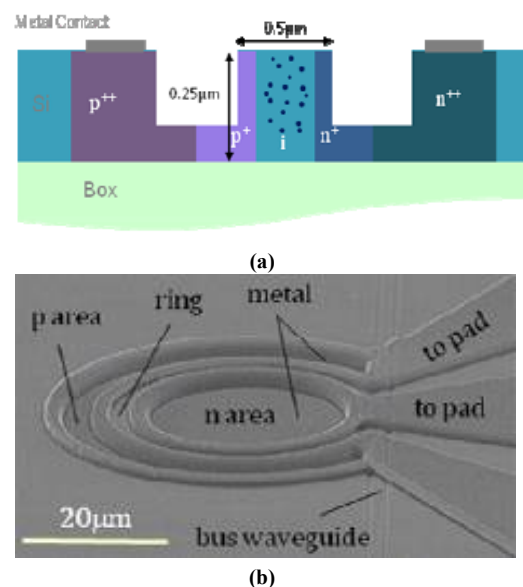 Metal Contact
0.5μm
Si
p++
0.25μm
p+
i
n+
n++
Box
(a)
ring
metal
p area
to pad
n area
to pad
20μm
bus waveguide
(b)